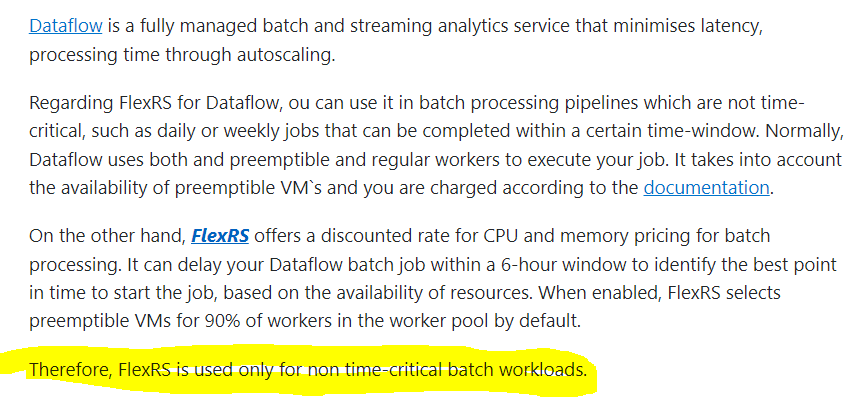 Dataflow is a fully managed batch and streaming analytics service that minimises latency,
processing time through autoscaling.
Regarding FlexRS for Dataflow, ou can use it in batch processing pipelines which are not time-
critical, such as daily or weekly jobs that can be completed within a certain time-window. Normally,
Dataflow uses both and preemptible and regular workers to execute your job. It takes into account
the availability of preemptible VM`s and you are charged according to the documentation.
On the other hand, FlexRS offers a discounted rate for CPU and memory pricing for batch
processing. It can delay your Dataflow batch job within a 6-hour window to identify the best point
in time to start the job, based on the availability of resources. When enabled, FlexRS selects
preemptible VMs for 90% of workers in the worker pool by default.
Therefore, FlexRS is used only for non time-critical batch workloads.